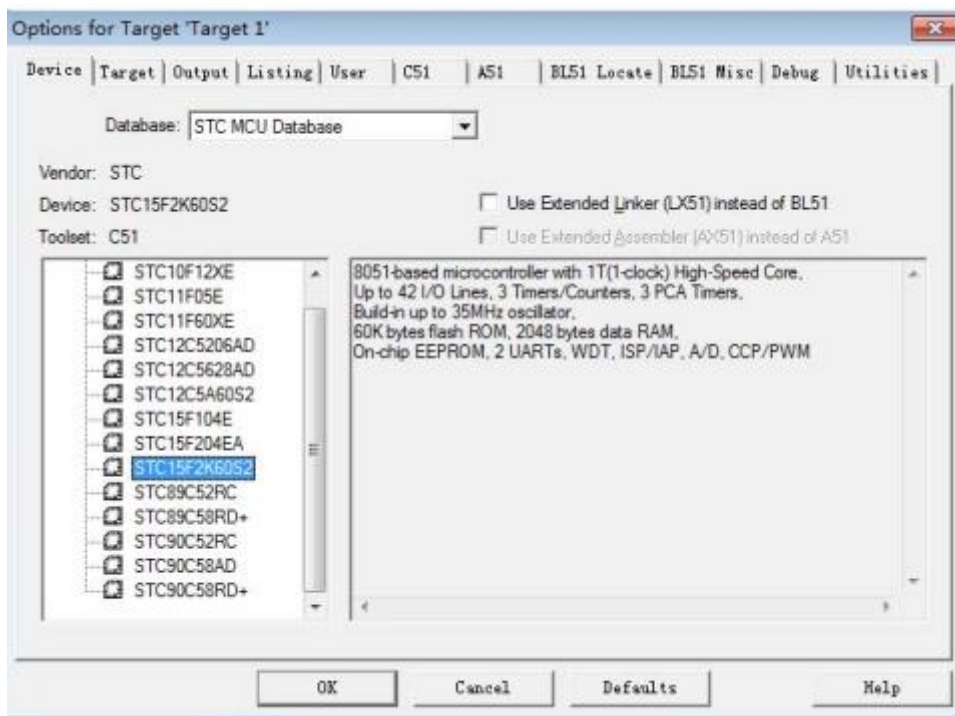 Options for Target 'Target 1'
Device Target Output Listing User C51 A51 BL51 Locate BL51 Misc Debug Utilities
Database: STC MCU Database
Vendor: STC
Device: STC15F2K60S2
Toolset: C51
Use Extended Linker (LX51) instead of BL51
Use Extended Assembler (AX51) instead of A51
STC10F12XE
STC11F05E
STC11F60XE
STC12C5206AD
STC12C5628AD
STC12C5A60S2
STC15F104E
STC15F204EA
STC15F2K60S2
STC89C52RC
STC89C58RD+
STC90C52RC
STC90C58AD
STC90C58RD+
8051-based microcontroller with 1T(1-clock) High-Speed Core,
Up to 42 I/O Lines, 3 Timers/Counters, 3 PCA Timers,
Build-in up to 35MHz oscillator,
60K bytes flash ROM, 2048 bytes data RAM,
On-chip EEPROM, 2 UARTs, WDT, ISP/IAP, A/D, CCP/PWM
OK Cancel Defaults Help